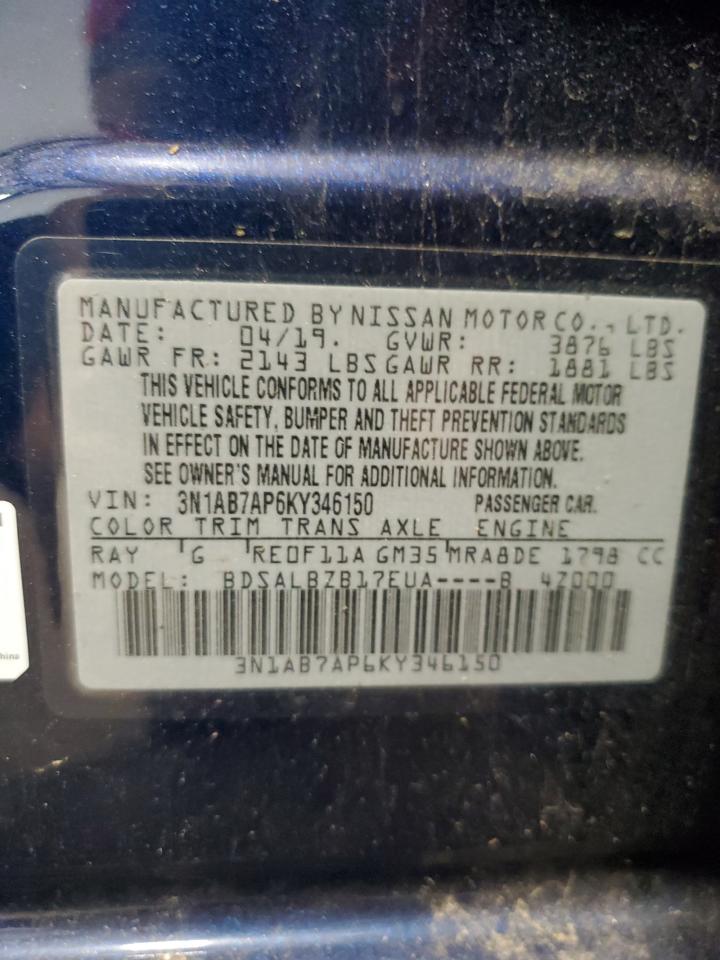 MANUFACTURED BY NISSAN MOTOR CO., LTD.
DATE: 04/19. GVWR: 3876 LBS
GAWR FR: 2143 LBS GAWR RR: 1881 LBS
THIS VEHICLE CONFORMS TO ALL APPLICABLE FEDERAL MOTOR
VEHICLE SAFETY, BUMPER AND THEFT PREVENTION STANDARDS
IN EFFECT ON THE DATE OF MANUFACTURE SHOWN ABOVE.
SEE OWNER'S MANUAL FOR ADDITIONAL INFORMATION.
VIN: 3N1AB7AP6KY346150 PASSENGER CAR.
COLOR TRIM TRANS AXLE ENGINE
RAY G RE0F11A GM35 MRA8DE 1798 CC
MODEL: BDSALBZB17EUA----B 4Z000
3N1AB7AP6KY346150